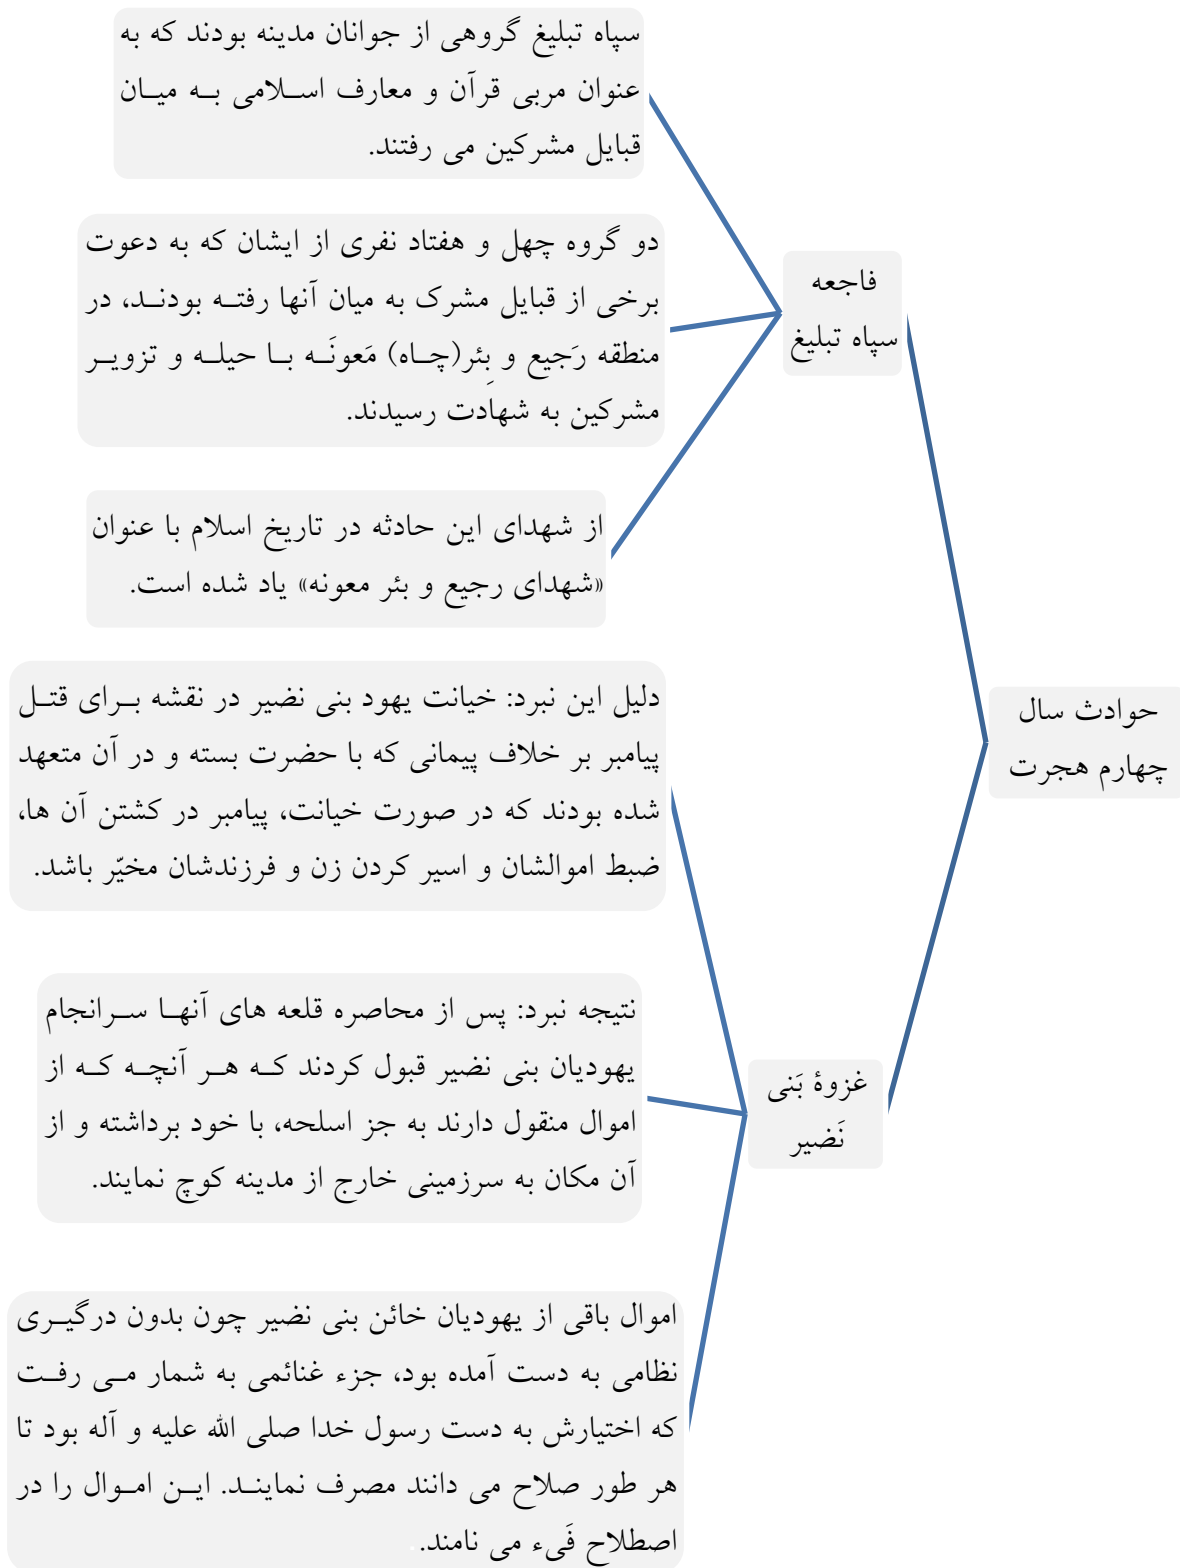 حوادث سال
چهارم هجرت
فاجعه
سپاه تبلیغ
سپاه تبلیغ گروهی از جوانان مدینه بودند که به
عنوان مربی قرآن و معارف اسلامی به میان
قبایل مشرکین می رفتند.
دو گروه چهل و هفتاد نفری از ایشان که به دعوت
برخی از قبایل مشرک به میان آنها رفته بودند، در
منطقه رَجیع و بِئر(چاه) مَعونَه با حیله و تزویر
مشرکین به شهادت رسیدند.
از شهدای این حادثه در تاریخ اسلام با عنوان
«شهدای رجیع و بئر معونه» یاد شده است.
غزوۀ بَنی
نَضیر
دلیل این نبرد: خیانت یهود بنی نضیر در نقشه برای قتل
پیامبر بر خلاف پیمانی که با حضرت بسته و در آن متعهد
شده بودند که در صورت خیانت، پیامبر در کشتن آن ها،
ضبط اموالشان و اسیر کردن زن و فرزندشان مخیّر باشد.
نتیجه نبرد: پس از محاصره قلعه های آنها سرانجام
یهودیان بنی نضیر قبول کردند که هر آنچه که از
اموال منقول دارند به جز اسلحه، با خود برداشته و از
آن مکان به سرزمینی خارج از مدینه کوچ نمایند.
اموال باقی از یهودیان خائن بنی نضیر چون بدون درگیری
نظامی به دست آمده بود، جزء غنائمی به شمار می رفت
که اختیارش به دست رسول خدا صلی الله علیه و آله بود تا
هر طور صلاح می دانند مصرف نمایند. این اموال را در
اصطلاح فَیء می نامند.